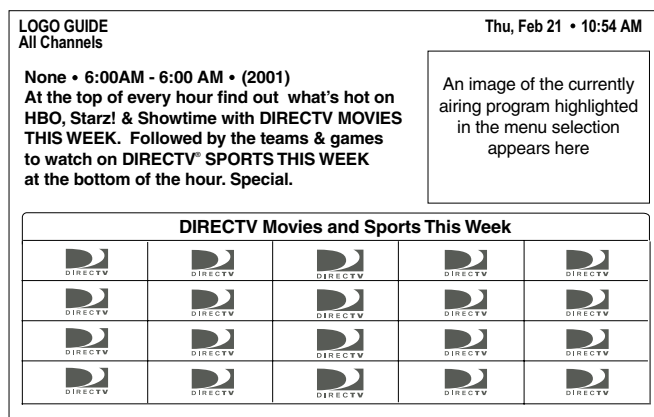 LOGO GUIDE
All Channels
Thu, Feb 21 • 10:54 AM
None • 6:00AM - 6:00 AM • (2001)
At the top of every hour find out what's hot on
HBO, Starz! & Showtime with DIRECTV MOVIES
THIS WEEK. Followed by the teams & games
to watch on DIRECTV® SPORTS THIS WEEK
at the bottom of the hour. Special.
An image of the currently
airing program highlighted
in the menu selection
appears here
DIRECTV Movies and Sports This Week
DIRECTV DIRECTV DIRECTV DIRECTV DIRECTV
DIRECTV DIRECTV DIRECTV DIRECTV DIRECTV
DIRECTV DIRECTV DIRECTV DIRECTV DIRECTV
DIRECTV DIRECTV DIRECTV DIRECTV DIRECTV